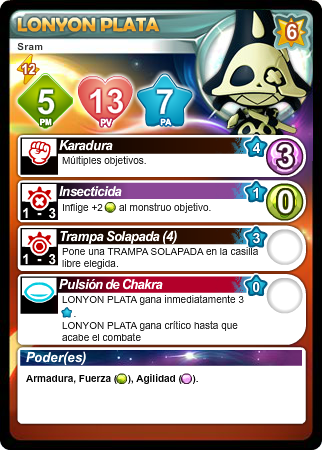 LONYON PLATA
6
Sram
12
5
PM
13
PV
7
PA
Karadura
4
3
Múltiples objetivos.
Insecticida
1
0
1 - 3
Inflige +2 al monstruo objetivo.
Trampa Solapada (4)
3
1 - 3
Pone una TRAMPA SOLAPADA en la casilla
libre elegida.
Pulsión de Chakra
0
LONYON PLATA gana inmediatamente 3
.
LONYON PLATA gana crítico hasta que
acabe el combate
Poder(es)
Armadura, Fuerza ( ), Agilidad ( ).